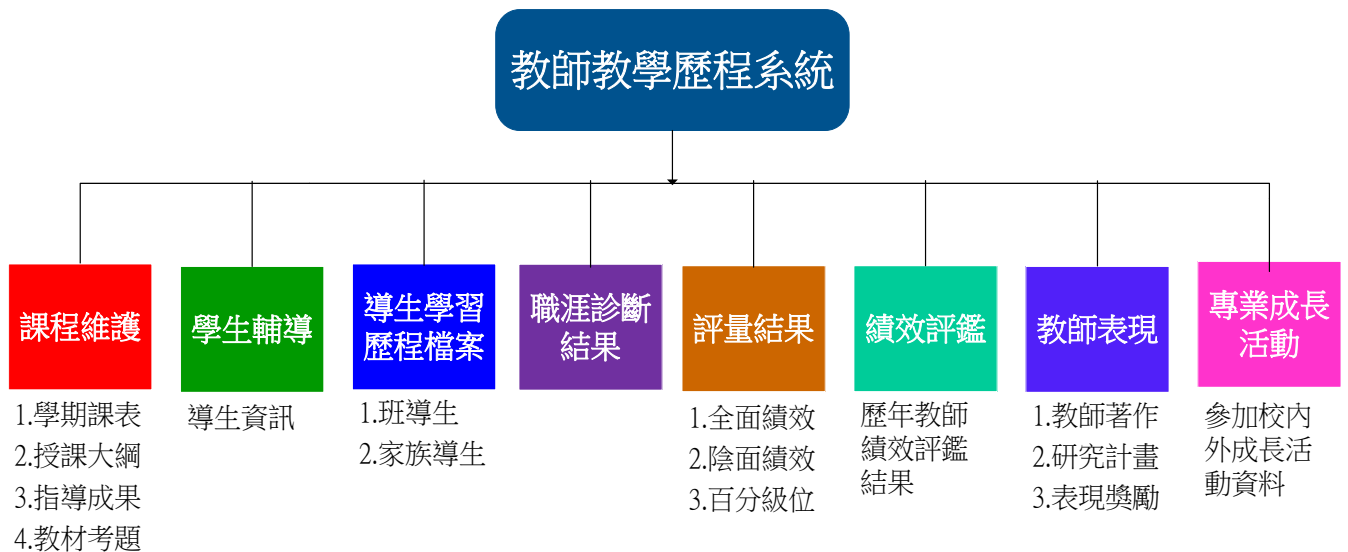 教師教學歷程系統
課程維護
1.學期課表
2.授課大綱
3.指導成果
4.教材考題
學生輔導
導生資訊
導生學習
歷程檔案
1.班導生
2.家族導生
職涯診斷
結果
評量結果
1.全面績效
2.陰面績效
3.百分級位
績效評鑑
歷年教師
績效評鑑
結果
教師表現
1.教師著作
2.研究計畫
3.表現獎勵
專業成長
活動
參加校內
外成長活
動資料